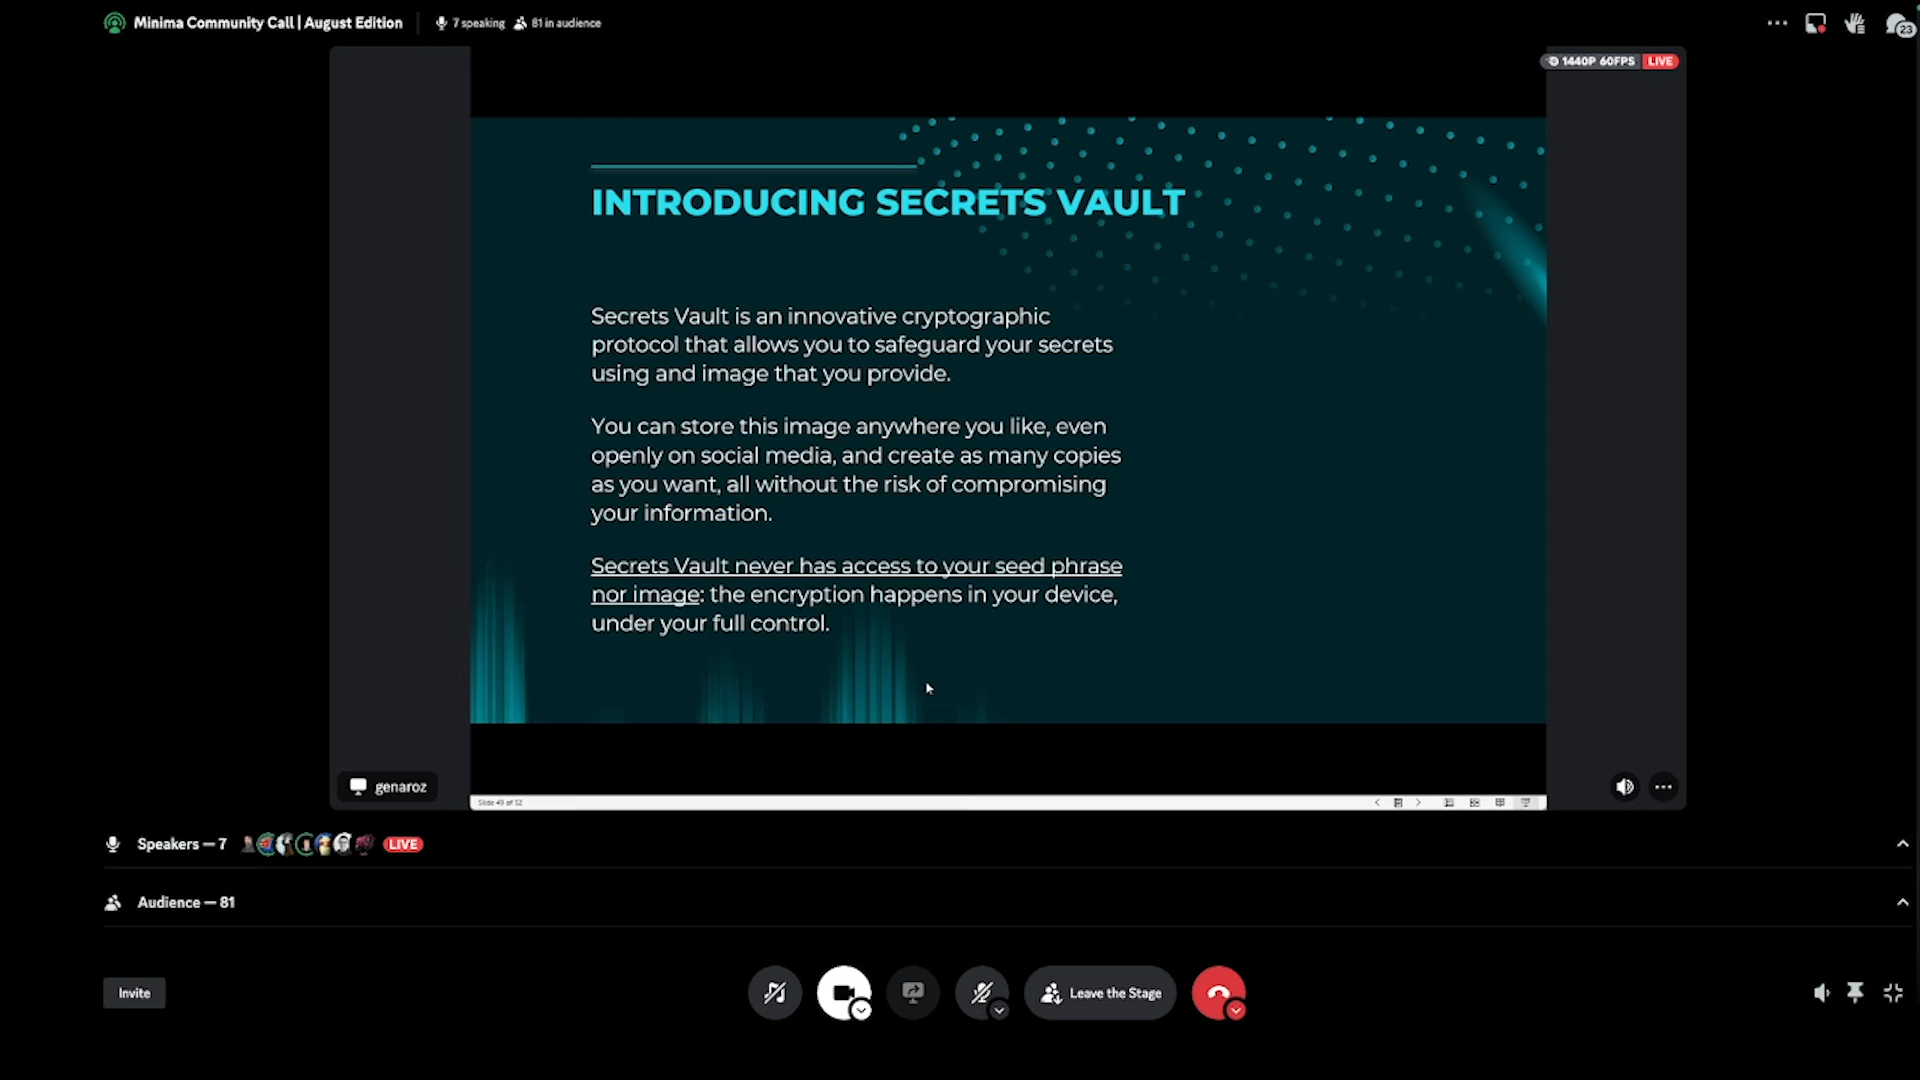 Minima Community Call | August Edition
7 speaking
81 in audience
23
1440P 60FPS
LIVE
INTRODUCING SECRETS VAULT
Secrets Vault is an innovative cryptographic
protocol that allows you to safeguard your secrets
using and image that you provide.
You can store this image anywhere you like, even
openly on social media, and create as many copies
as you want, all without the risk of compromising
your information.
Secrets Vault never has access to your seed phrase
nor image: the encryption happens in your device,
under your full control.
genaroz
Slide 49 of 52
Speakers — 7
LIVE
Audience — 81
Invite
Leave the Stage